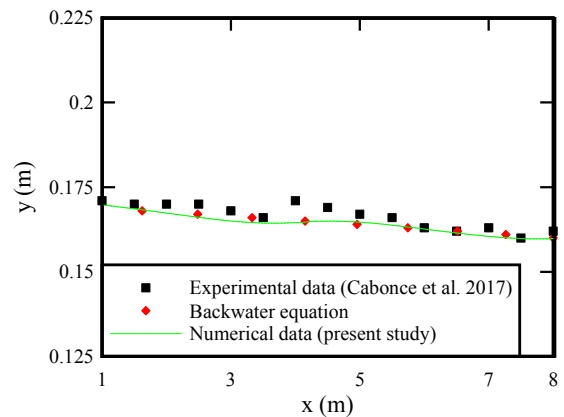 0.225
0.2
0.175
0.15
0.125
y (m)
Experimental data (Cabonce et al. 2017)
Backwater equation
Numerical data (present study)
1 3 5 7 8
x (m)